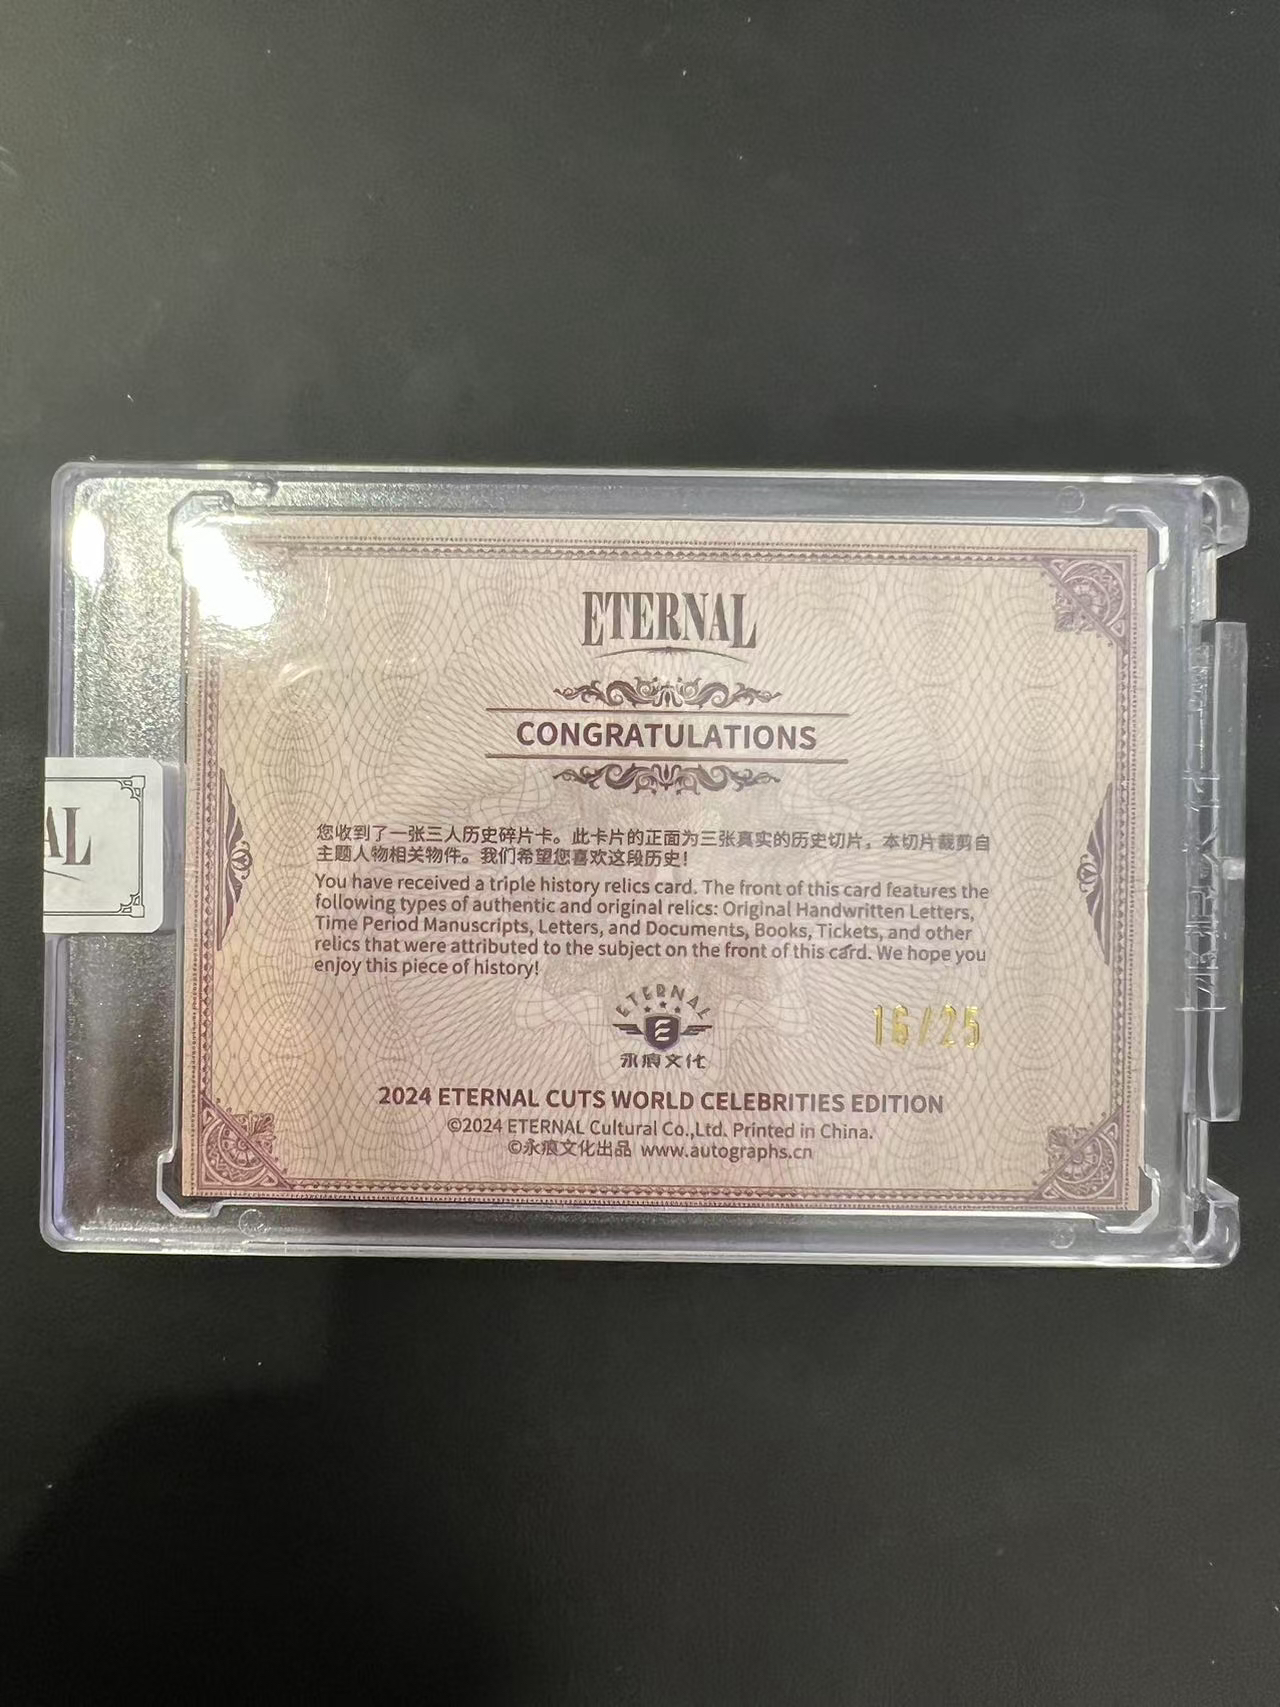 ETERNAL
CONGRATULATIONS
AL
您收到了一张三人历史碎片卡。此卡片的正面为三张真实的历史切片，本切片裁剪自
主题人物相关物件。我们希望您喜欢这段历史！
You have received a triple history relics card. The front of this card features the
following types of authentic and original relics: Original Handwritten Letters,
Time Period Manuscripts, Letters, and Documents, Books, Tickets, and other
relics that were attributed to the subject on the front of this card. We hope you
enjoy this piece of history!
ETERNAL
E
永痕文化
16/25
2024 ETERNAL CUTS WORLD CELEBRITIES EDITION
©2024 ETERNAL Cultural Co.,Ltd. Printed in China.
©永痕文化出品 www.autographs.cn